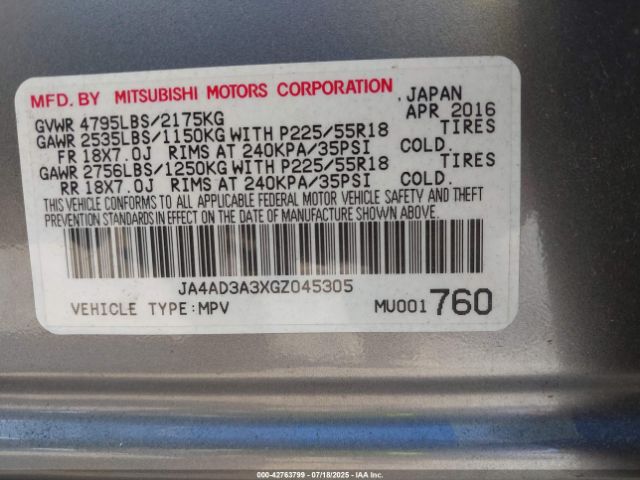 MFD. BY MITSUBISHI MOTORS CORPORATION , JAPAN
GVWR 4795LBS/2175KG APR 2016
GAWR 2535LBS/1150KG WITH P225/55R18 TIRES
FR 18X7.0J RIMS AT 240KPA/35PSI COLD.
GAWR 2756LBS/1250KG WITH P225/55R18 TIRES
RR 18X7.0J RIMS AT 240KPA/35PSI COLD.
THIS VEHICLE CONFORMS TO ALL APPLICABLE FEDERAL MOTOR VEHICLE SAFETY AND THEFT
PREVENTION STANDARDS IN EFFECT ON THE DATE OF MANUFACTURE SHOWN ABOVE.
JA4AD3A3XGZ045305
VEHICLE TYPE:MPV MU001760
000-42763799 - 07/18/2025 - IAA Inc.